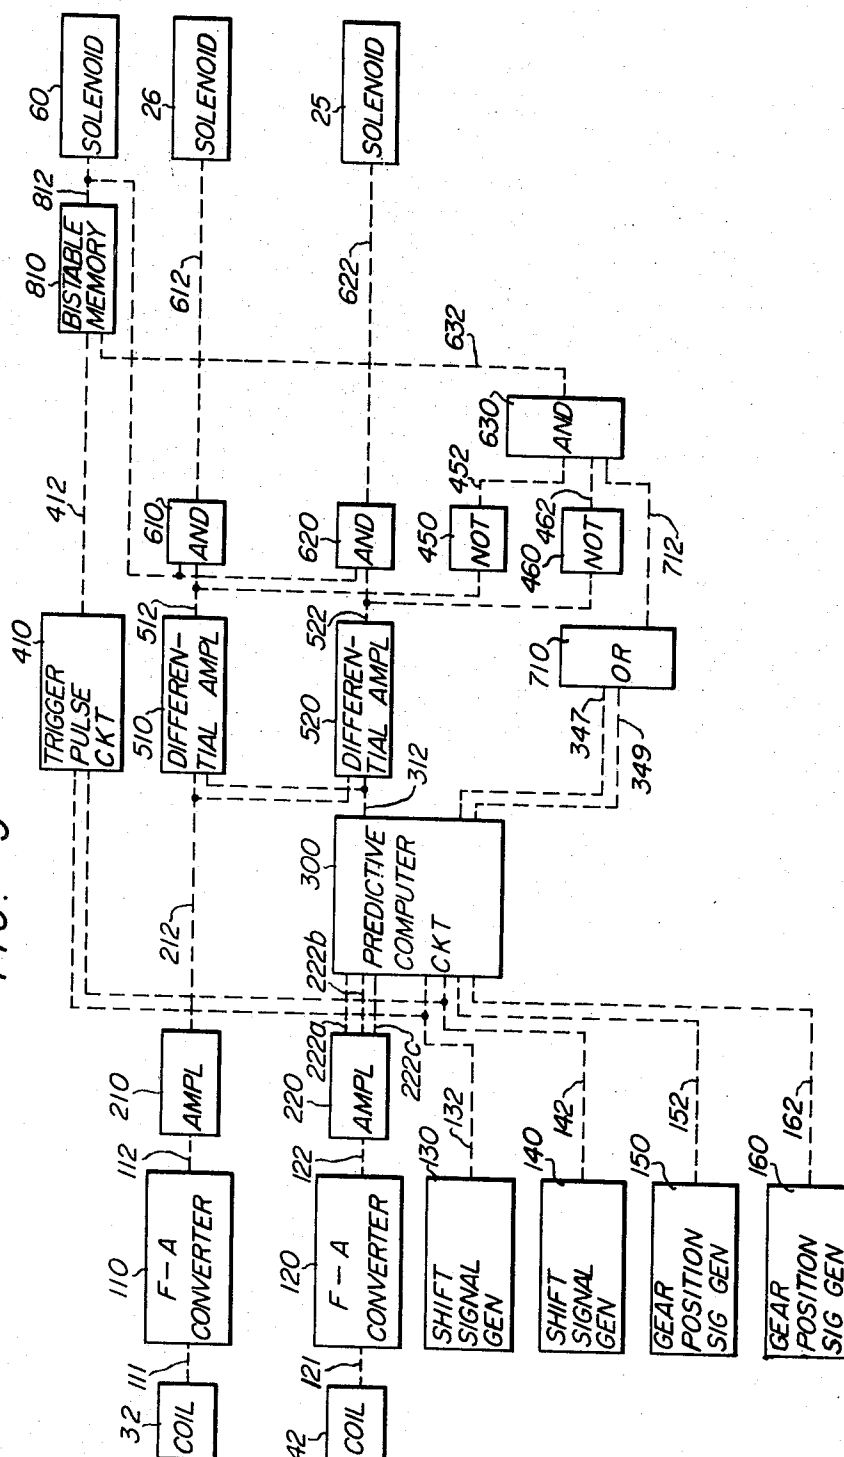 32
COIL
111
110
F-A
CONVERTER
112
210
AMPL
212
410
TRIGGER
PULSE
CKT
412
510
DIFFEREN-
TIAL AMPL
512
610
AND
612
810
BISTABLE
MEMORY
812
60
SOLENOID
26
SOLENOID
42
COIL
121
120
F-A
CONVERTER
122
220
AMPL
222a
222b
222c
300
PREDICTIVE
COMPUTER
CKT
312
520
DIFFEREN-
TIAL AMPL
522
620
AND
622
25
SOLENOID
130
SHIFT
SIGNAL
GEN
132
140
SHIFT
SIGNAL
GEN
142
150
GEAR
POSITION
SIG GEN
152
160
GEAR
POSITION
SIG GEN
162
347
349
710
OR
712
450
NOT
452
460
NOT
462
630
AND
632